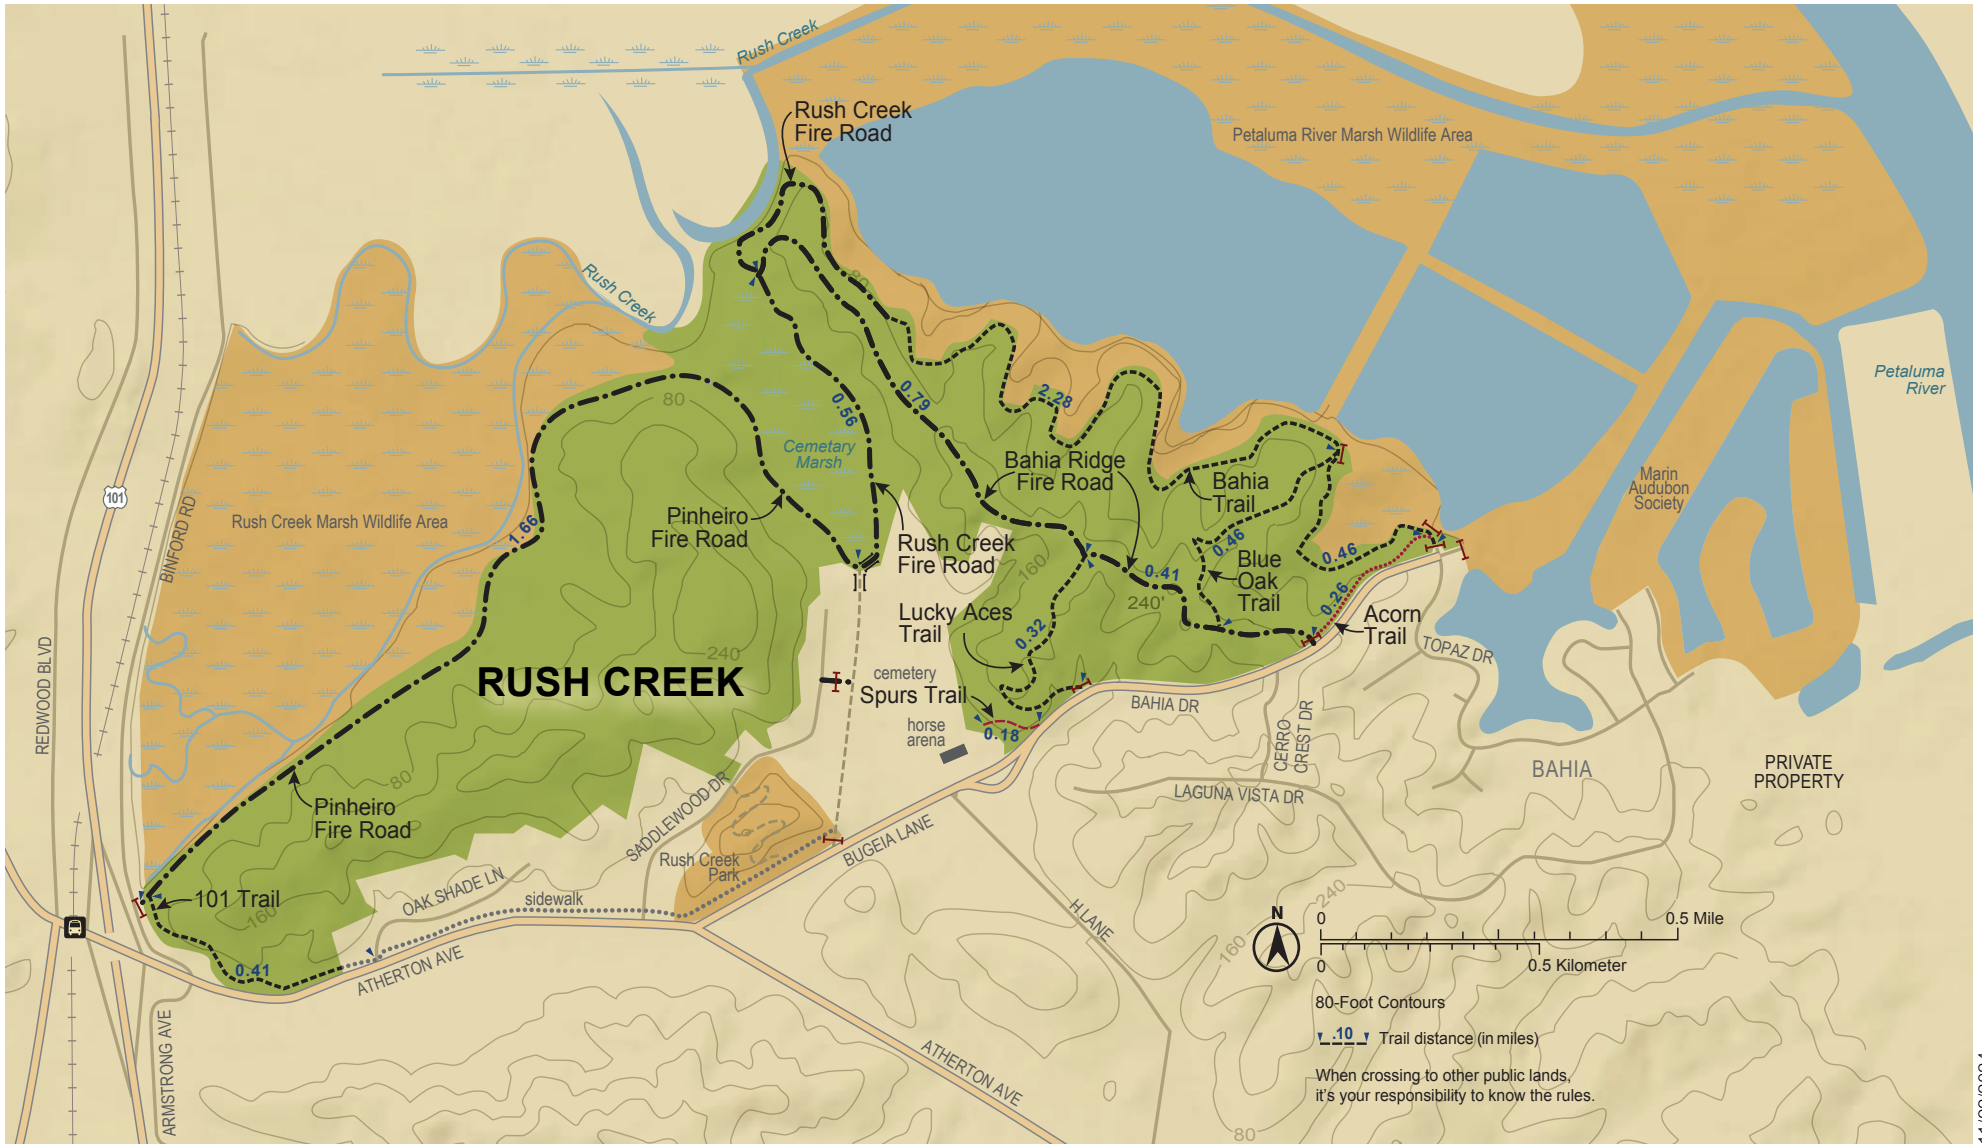 Rush Creek
Rush Creek
Fire Road
Petaluma River Marsh Wildlife Area
Rush Creek
80
Petaluma
River
80
0.56
0.79
2.28
Cemetary
Marsh
Bahia Ridge
Fire Road
Bahia
Trail
Marin
Audubon
Society
101
BINFORD RD
Rush Creek Marsh Wildlife Area
1.66
Pinheiro
Fire Road
Rush Creek
Fire Road
160
0.46
0.46
Blue
Oak
Trail
0.41
240'
0.26
Acorn
Trail
Lucky Aces
Trail
0.32
TOPAZ DR
REDWOOD BLVD
240
RUSH CREEK
cemetery
Spurs Trail
horse
arena
0.18
BAHIA DR
CERRO
CREST DR
BAHIA
PRIVATE
PROPERTY
80
Pinheiro
Fire Road
SADDLEWOOD DR
LAGUNA VISTA DR
BUGEIA LANE
Rush Creek
Park
101 Trail
160
OAK SHADE LN
sidewalk
H LANE
240
160
0.41
ATHERTON AVE
N
0
0.5 Mile
0
0.5 Kilometer
80-Foot Contours
.10
Trail distance (in miles)
When crossing to other public lands,
it's your responsibility to know the rules.
ARMSTRONG AVE
ATHERTON AVE
80